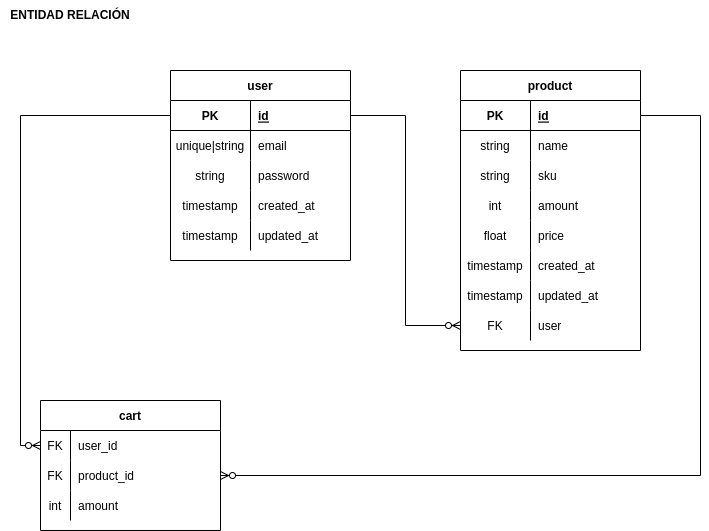 ENTIDAD RELACIÓN
user
PK id
unique|string email
string password
timestamp created_at
timestamp updated_at
product
PK id
string name
string sku
int amount
float price
timestamp created_at
timestamp updated_at
FK user
cart
FK user_id
FK product_id
int amount